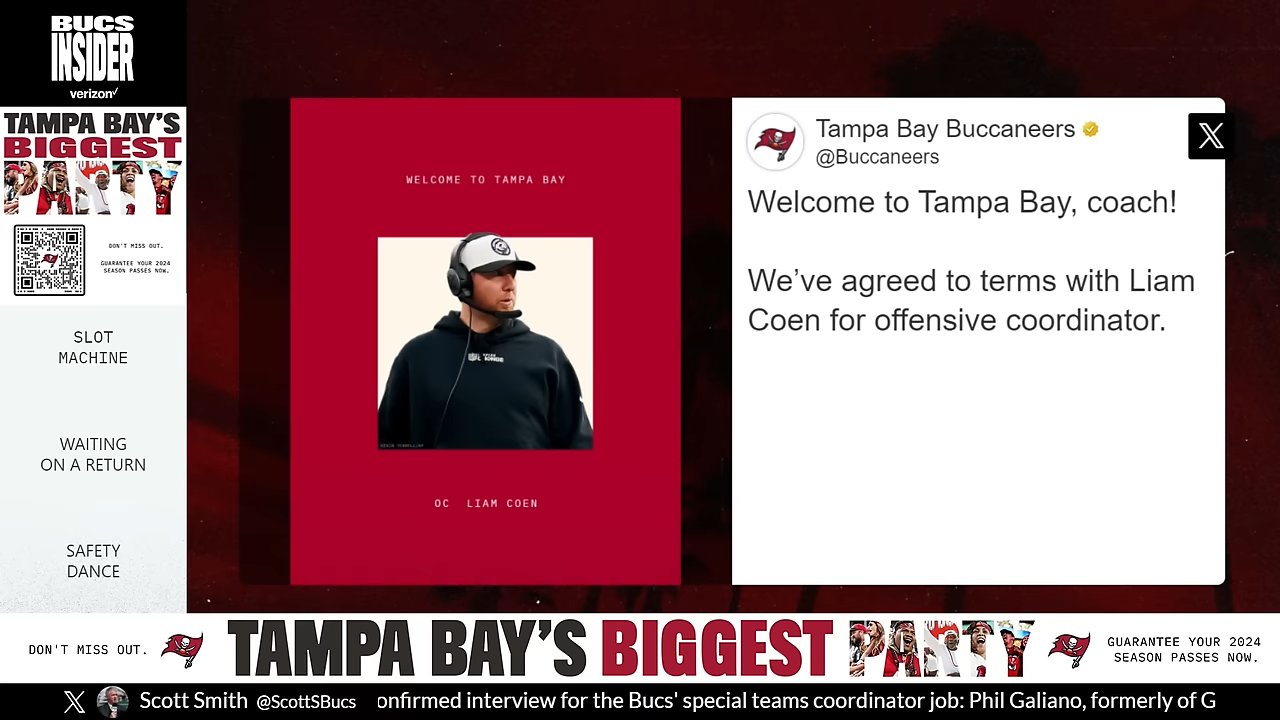 BUCS
INSIDER
verizon
TAMPA BAY'S
BIGGEST
PARTY
DON'T MISS OUT.
GUARANTEE YOUR 2024
SEASON PASSES NOW.
SLOT
MACHINE
WAITING
ON A RETURN
SAFETY
DANCE
WELCOME TO TAMPA BAY
OC LIAM COEN
Tampa Bay Buccaneers
@Buccaneers
Welcome to Tampa Bay, coach!
We’ve agreed to terms with Liam
Coen for offensive coordinator.
DON'T MISS OUT.
TAMPA BAY'S BIGGEST PARTY
GUARANTEE YOUR 2024
SEASON PASSES NOW.
Scott Smith @ScottSBucs onfirmed interview for the Bucs' special teams coordinator job: Phil Galiano, formerly of G